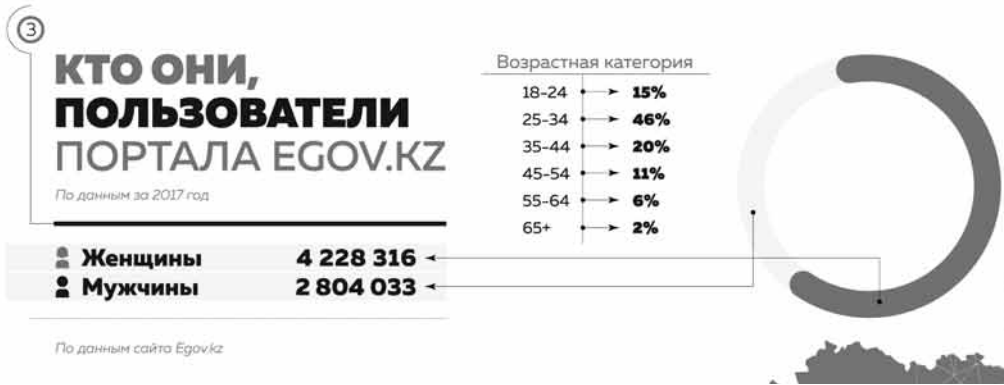 3
КТО ОНИ,
ПОЛЬЗОВАТЕЛИ
ПОРТАЛА EGOV.KZ
По данным за 2017 год
Женщины 4 228 316
Мужчины 2 804 033
По данным сайта Egov.kz
Возрастная категория
18-24 15%
25-34 46%
35-44 20%
45-54 11%
55-64 6%
65+ 2%